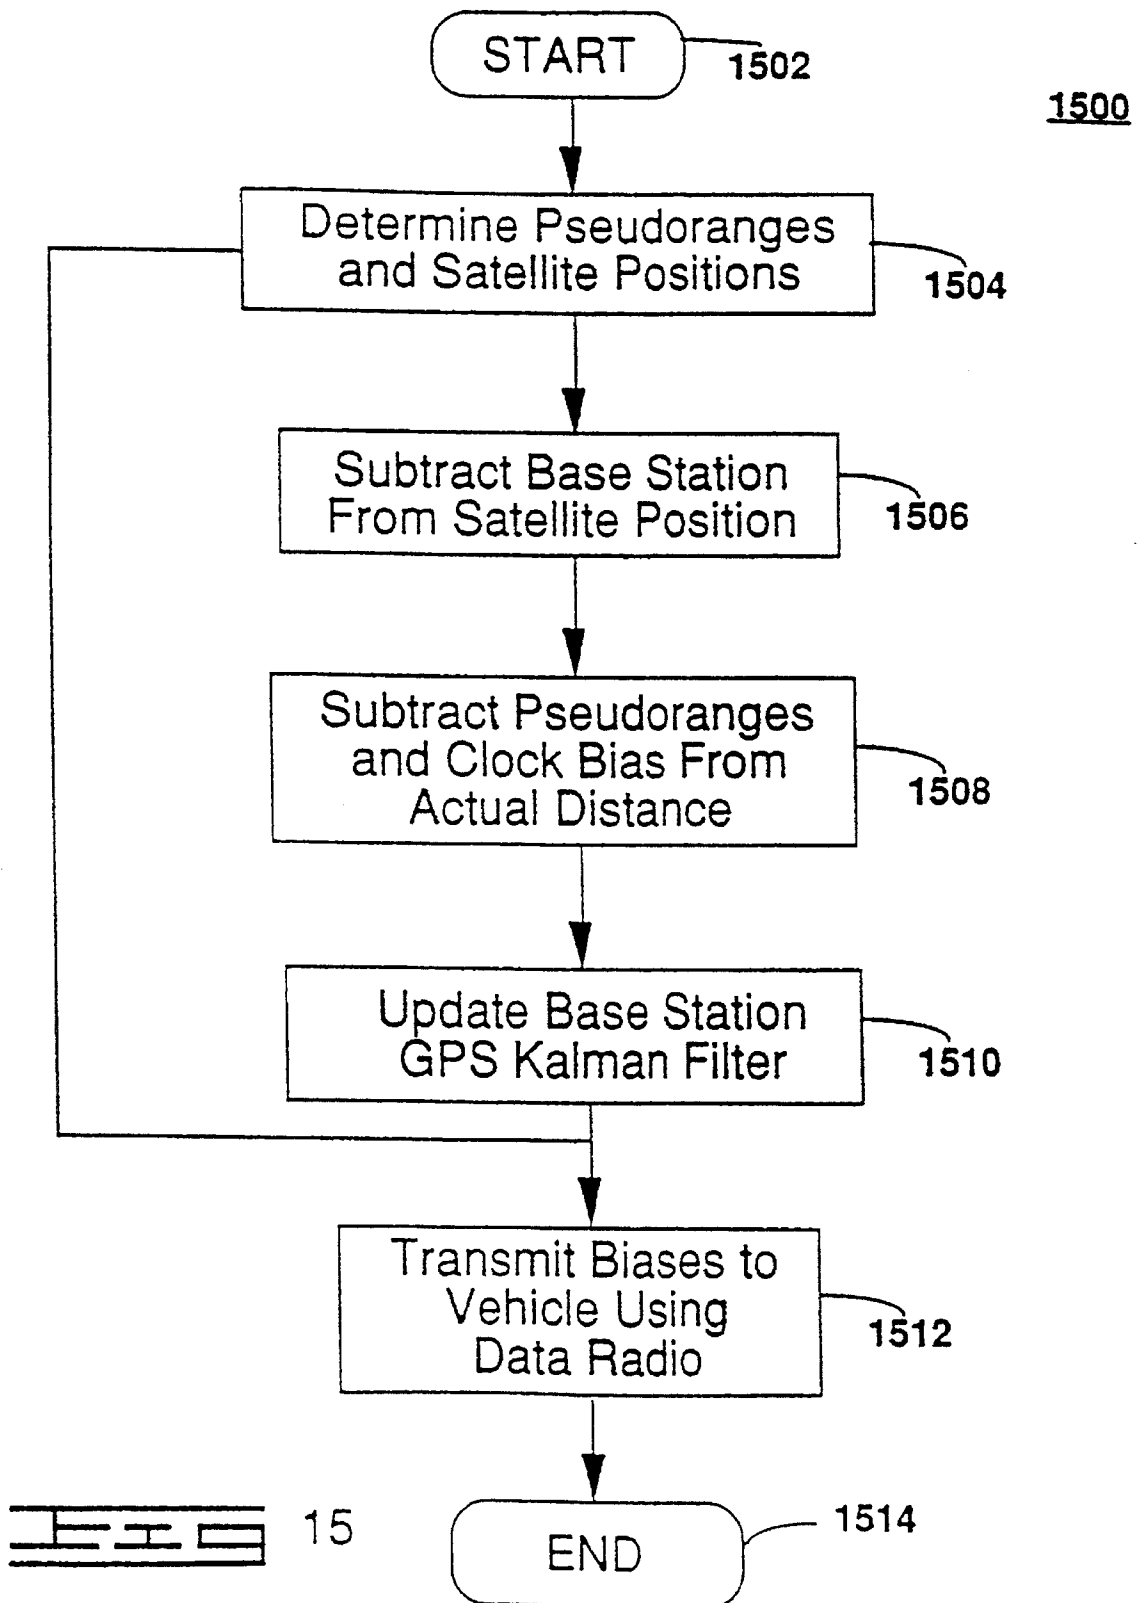 START
1502
1500
Determine Pseudoranges
and Satellite Positions
1504
Subtract Base Station
From Satellite Position
1506
Subtract Pseudoranges
and Clock Bias From
Actual Distance
1508
Update Base Station
GPS Kalman Filter
1510
Transmit Biases to
Vehicle Using
Data Radio
1512
FIG 15
END
1514